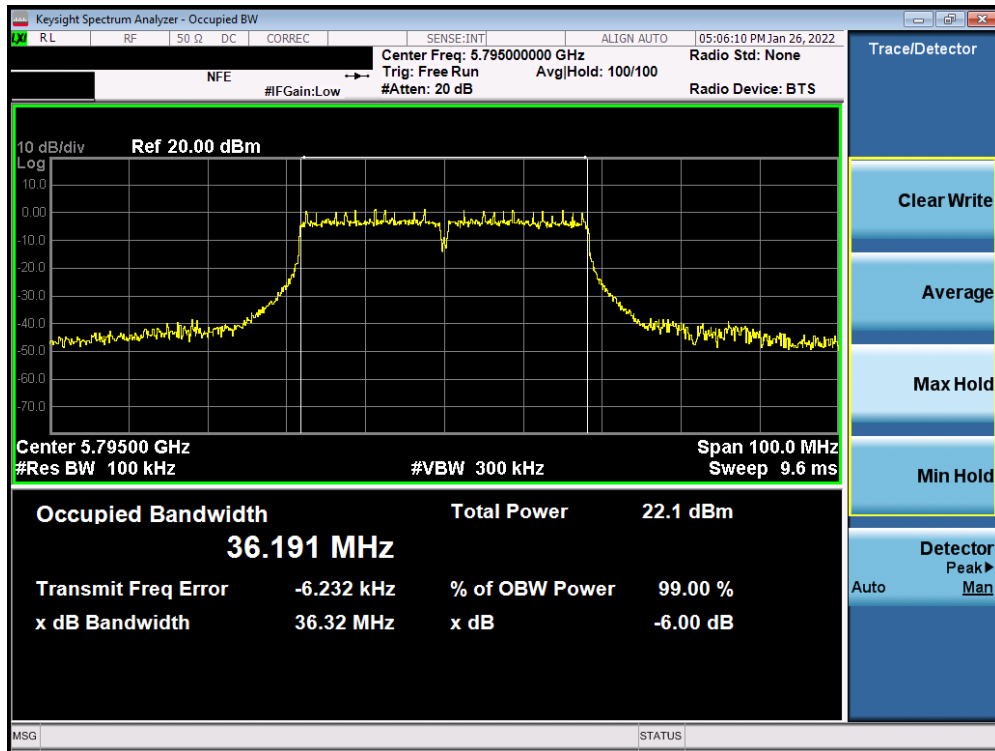 Keysight Spectrum Analyzer - Occupied BW
LXI RL RF 50 Ω DC CORREC SENSE:INT ALIGN AUTO 05:06:10 PM Jan 26, 2022
NFE
#IFGain:Low
Center Freq: 5.795000000 GHz
Trig: Free Run Avg|Hold: 100/100
#Atten: 20 dB
Radio Std: None
Radio Device: BTS
10 dB/div Ref 20.00 dBm
Log
10.0
0.00
-10.0
-20.0
-30.0
-40.0
-50.0
-60.0
-70.0
Center 5.79500 GHz Span 100.0 MHz
#Res BW 100 kHz #VBW 300 kHz Sweep 9.6 ms
Occupied Bandwidth Total Power 22.1 dBm
36.191 MHz
Transmit Freq Error -6.232 kHz % of OBW Power 99.00 %
x dB Bandwidth 36.32 MHz x dB -6.00 dB
Trace/Detector
Clear Write
Average
Max Hold
Min Hold
Detector
Peak▶
Auto Man
MSG STATUS